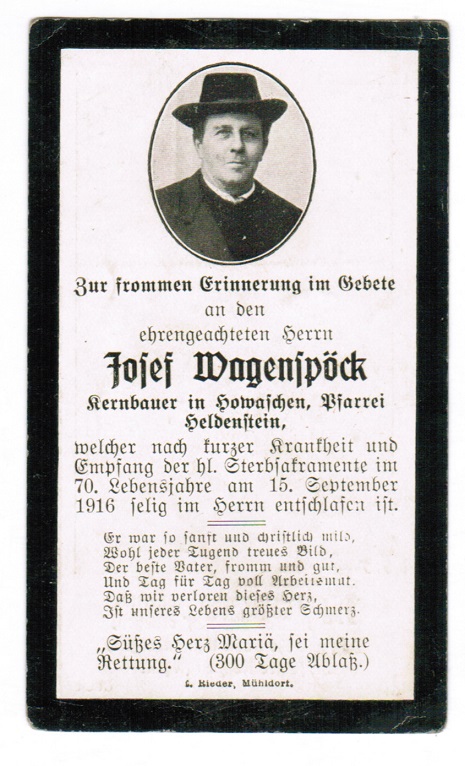 Zur frommen Erinnerung im Gebete
an den
ehrengeachteten Herrn
Josef Wagenspöck
Kernbauer in Howaschen, Pfarrei
Heldenstein,
welcher nach kurzer Krankheit und
Empfang der hl. Sterbsakramente im
70. Lebensjahre am 15. September
1916 selig im Herrn entschlafen ist.
Er war so sanft und christlich mild,
Wohl jeder Tugend treues Bild,
Der beste Vater, fromm und gut,
Und Tag für Tag voll Arbeitsmut.
Daß wir verloren dieses Herz,
Ist unseres Lebens größter Schmerz.
„Süßes Herz Mariä, sei meine
Rettung.“ (300 Tage Ablaß.)
Rieder, Mühldorf.